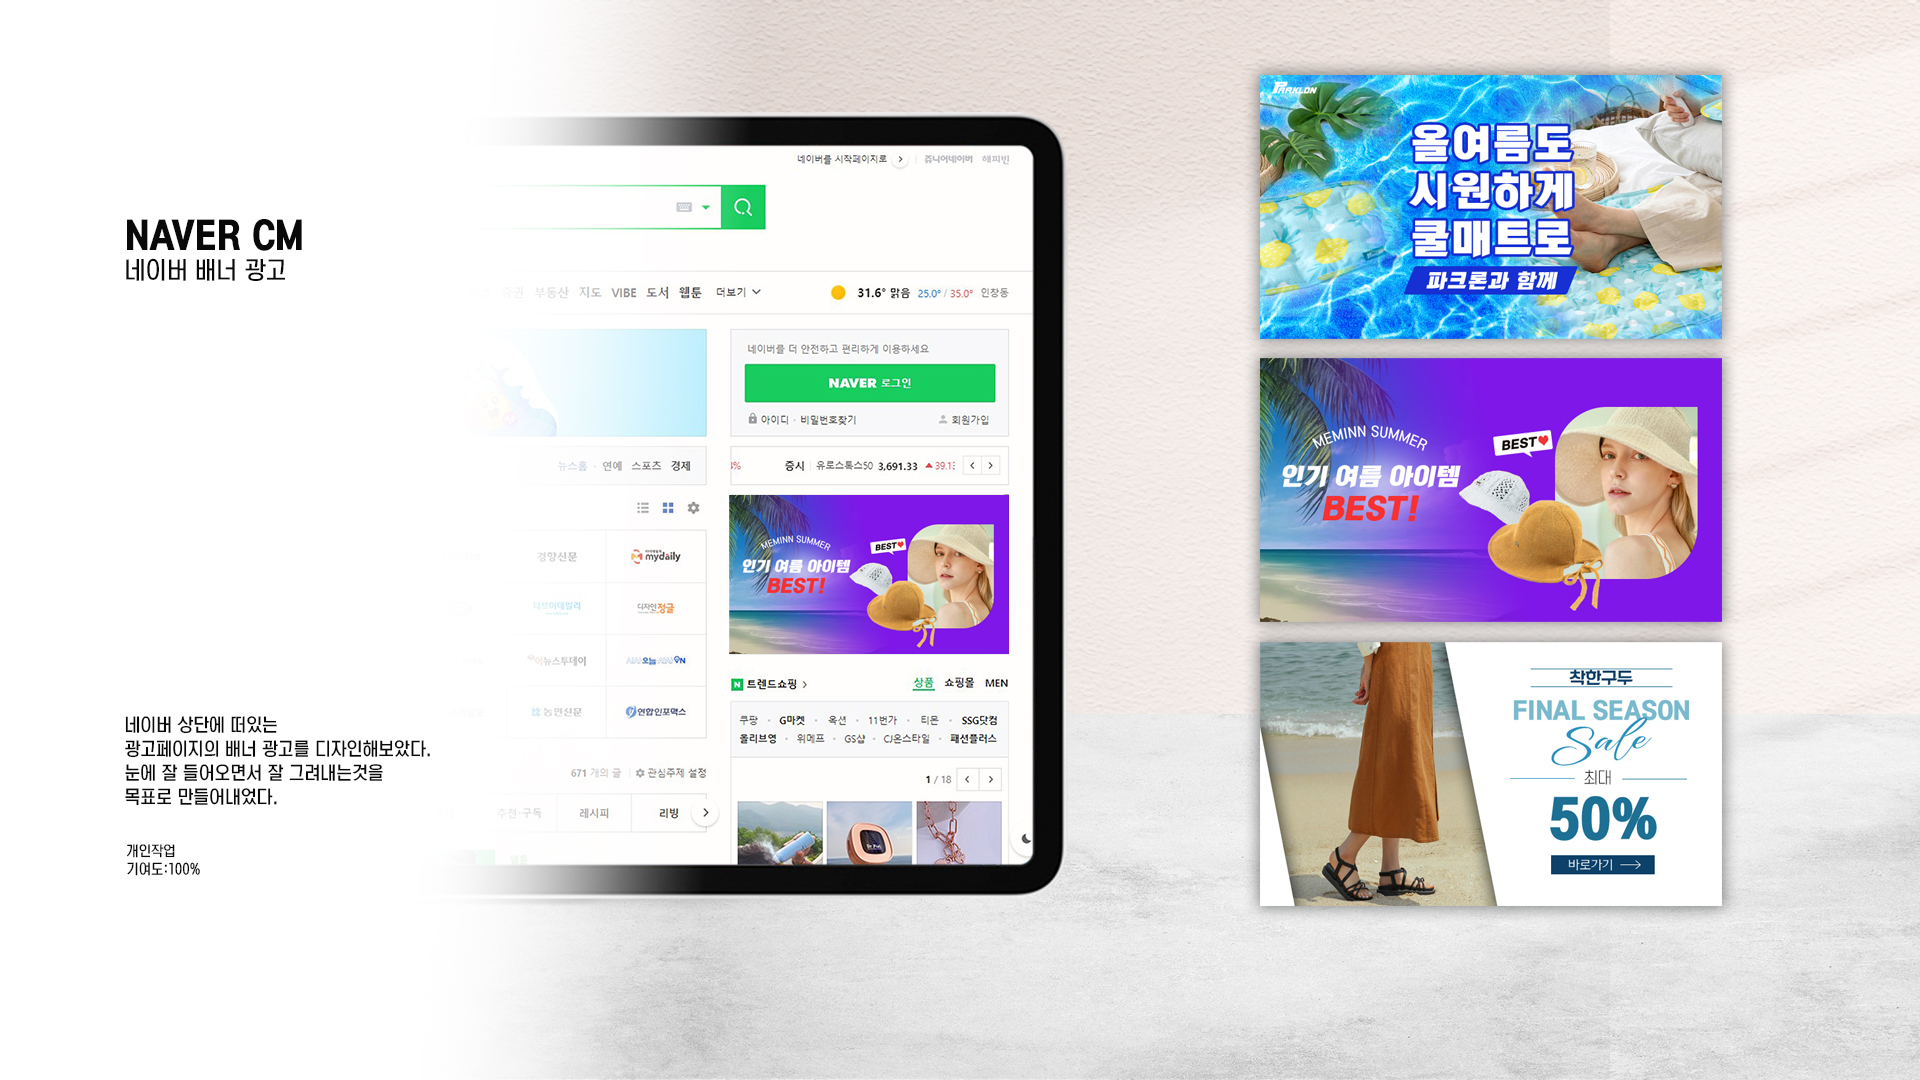 NAVER CM
네이버 배너 광고
네이버 상단에 떠있는
광고페이지의 배너 광고를 디자인해보았다.
눈에 잘 들어오면서 잘 그려내는것을
목표로 만들어내었다.
개인작업
기여도:100%
네이버를 시작페이지로
쥬니어네이버 해피빈
증권 부동산 지도 VIBE 도서 웹툰 더보기
31.6° 맑음 25.0° / 35.0° 인창동
네이버를 더 안전하고 편리하게 이용하세요
NAVER 로그인
아이디 · 비밀번호찾기 회원가입
뉴스홈 · 연예 스포츠 경제
증시 유로스톡스50 3,691.33 ▲39.13
경향신문 mydaily
디자인정글
이뉴스투데이
농민신문 연합인포맥스
MEMINN SUMMER
인기 여름 아이템
BEST!
BEST
N 트렌드쇼핑
상품 쇼핑몰 MEN
쿠팡 · G마켓 · 옥션 · 11번가 · 티몬 · SSG닷컴
올리브영 · 위메프 · GS샵 · CJ온스타일 · 패션플러스
671 개의 글 관심주제 설정
1 / 18
추천·구독 레시피 리빙
PARKLON
올여름도
시원하게
쿨매트로
파크론과 함께
MEMINN SUMMER
인기 여름 아이템
BEST!
BEST
착한구두
FINAL SEASON
Sale
최대
50%
바로가기